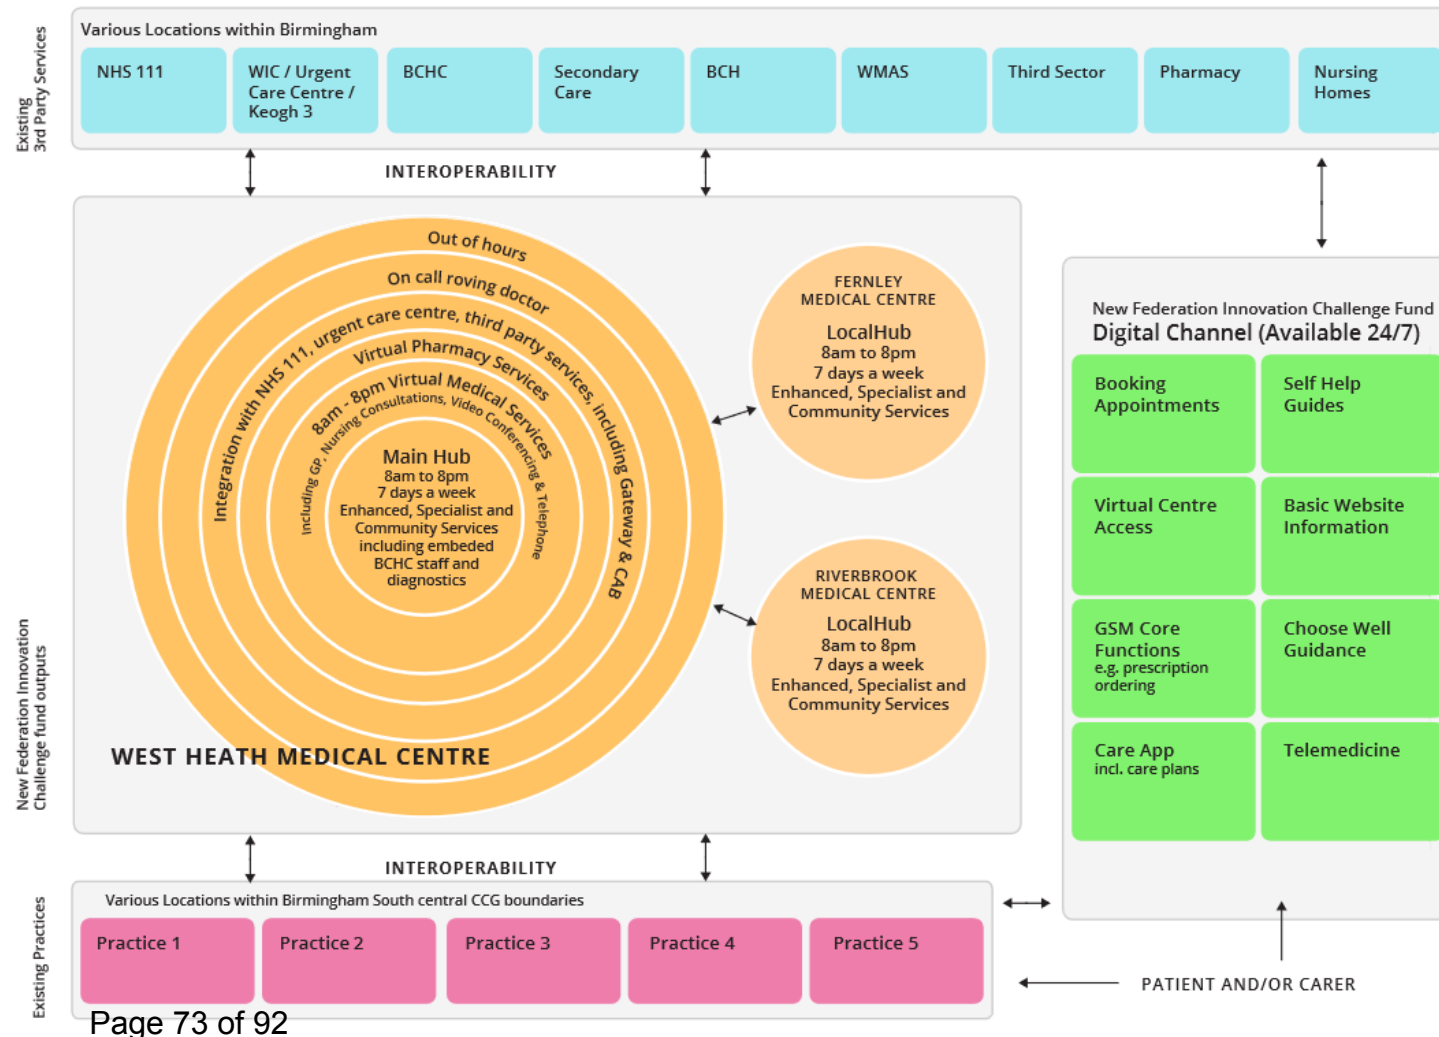 Existing
3rd Party Services
Various Locations within Birmingham
NHS 111
WIC / Urgent
Care Centre /
Keogh 3
BCHC
Secondary
Care
BCH
WMAS
Third Sector
Pharmacy
Nursing
Homes
INTEROPERABILITY
New Federation Innovation
Challenge fund outputs
Out of hours
On call roving doctor
Integration with NHS 111, urgent care centre, third party services, including Gateway & CAB
Virtual Pharmacy Services
8am - 8pm Virtual Medical Services
Including GP, Nursing Consultations, Video Conferencing & Telephone
Main Hub
8am to 8pm
7 days a week
Enhanced, Specialist and
Community Services
including embeded
BCHC staff and
diagnostics
WEST HEATH MEDICAL CENTRE
FERNLEY
MEDICAL CENTRE
LocalHub
8am to 8pm
7 days a week
Enhanced, Specialist and
Community Services
RIVERBROOK
MEDICAL CENTRE
LocalHub
8am to 8pm
7 days a week
Enhanced, Specialist and
Community Services
New Federation Innovation Challenge Fund
Digital Channel (Available 24/7)
Booking
Appointments
Self Help
Guides
Virtual Centre
Access
Basic Website
Information
GSM Core
Functions
e.g. prescription
ordering
Choose Well
Guidance
Care App
incl. care plans
Telemedicine
INTEROPERABILITY
Existing Practices
Various Locations within Birmingham South central CCG boundaries
Practice 1
Practice 2
Practice 3
Practice 4
Practice 5
PATIENT AND/OR CARER
Page 73 of 92